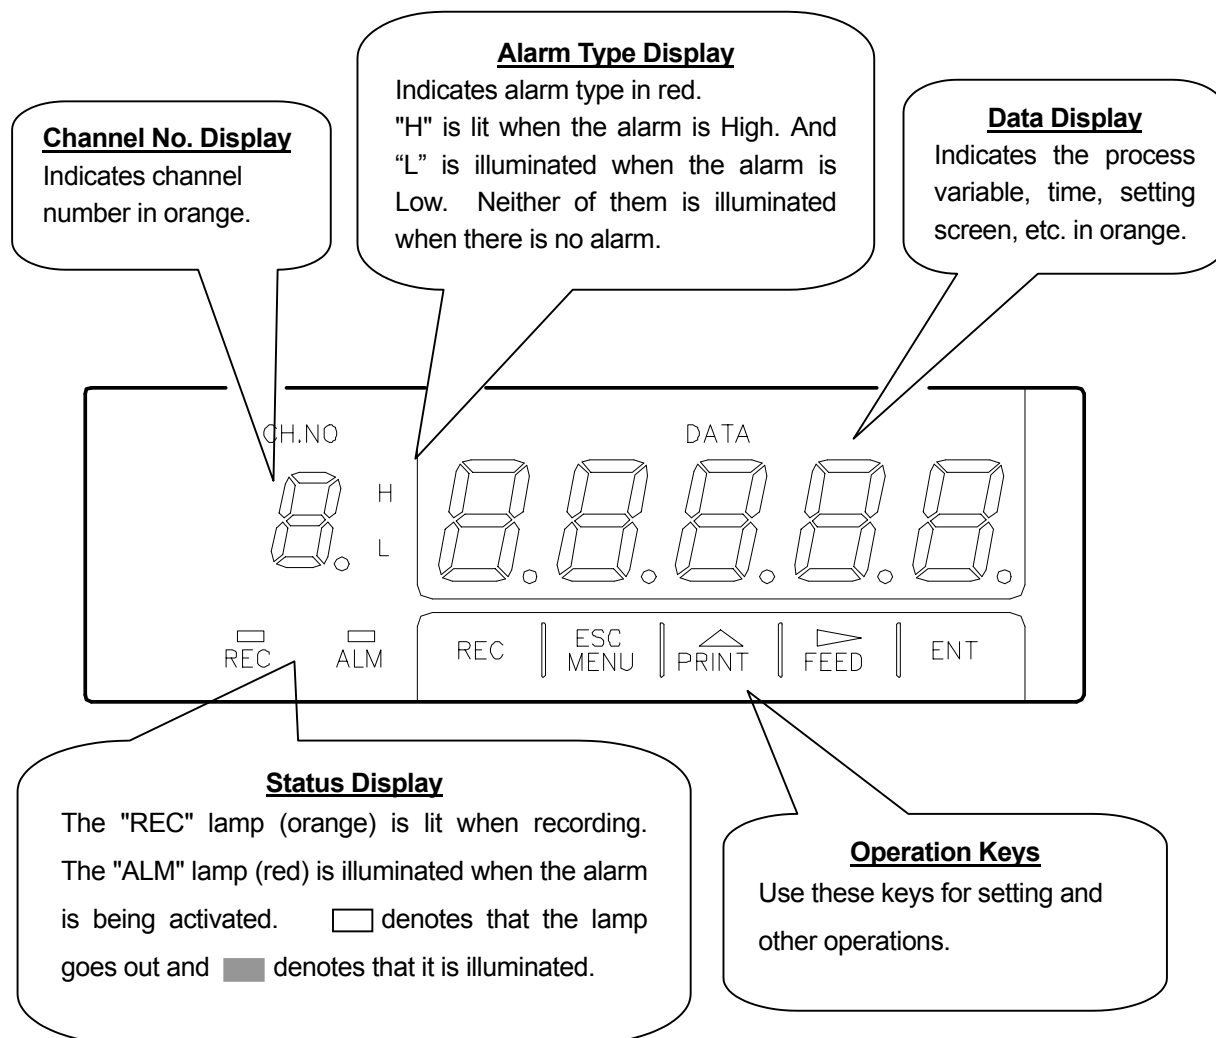 Alarm Type Display
Indicates alarm type in red.
"H" is lit when the alarm is High. And
“L” is illuminated when the alarm is
Low. Neither of them is illuminated
when there is no alarm.
Channel No. Display
Indicates channel
number in orange.
Data Display
Indicates the process
variable, time, setting
screen, etc. in orange.
CH.NO
DATA
H
L
REC
ALM
REC
ESC
MENU
PRINT
FEED
ENT
Status Display
The "REC" lamp (orange) is lit when recording.
The "ALM" lamp (red) is illuminated when the alarm
is being activated. denotes that the lamp
goes out and denotes that it is illuminated.
Operation Keys
Use these keys for setting and
other operations.